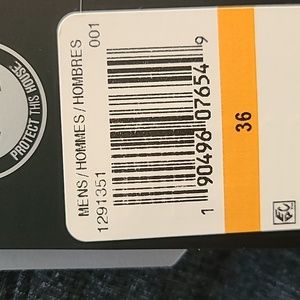 PROTECT THIS HOUSE
MENS/HOMMES/HOMBRES
1291351 001
1 90496 07654 9
36